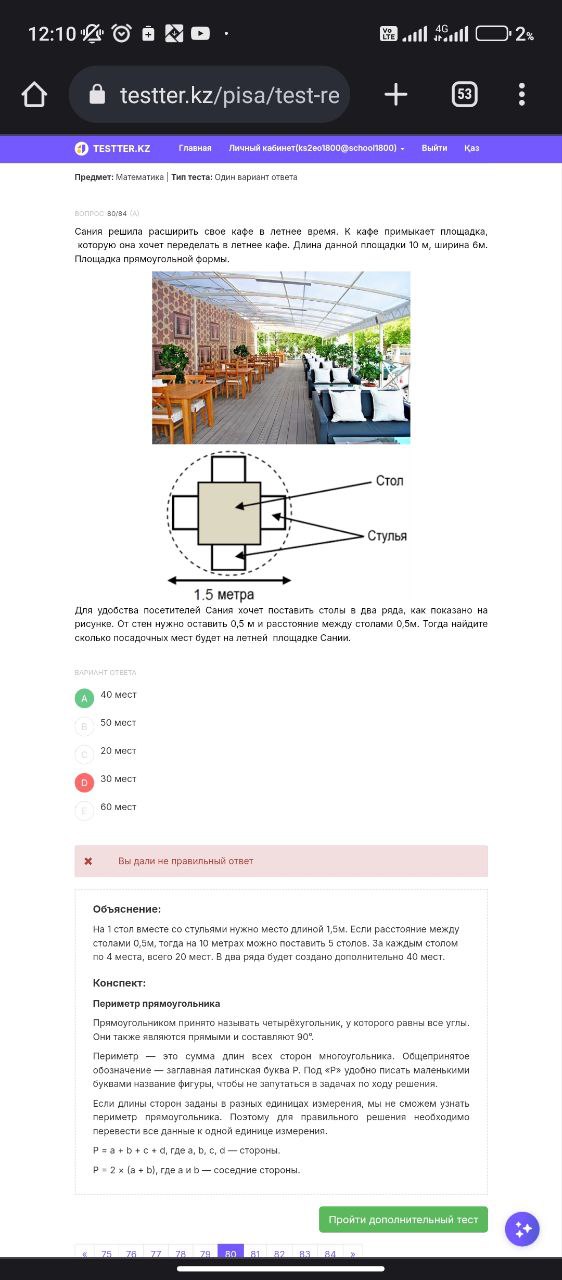 12:10
Vo LTE 4G 2%
testter.kz/pisa/test-re
53
TESTTER.KZ Главная Личный кабинет(ks2eo1800@school1800) Выйти Қаз
Предмет: Математика | Тип теста: Один вариант ответа
ВОПРОС 80/84 (A)
Сания решила расширить свое кафе в летнее время. К кафе примыкает площадка,
которую она хочет переделать в летнее кафе. Длина данной площадки 10 м, ширина 6м.
Площадка прямоугольной формы.
Стол
Стулья
1.5 метра
Для удобства посетителей Сания хочет поставить столы в два ряда, как показано на
рисунке. От стен нужно оставить 0,5 м и расстояние между столами 0,5м. Тогда найдите
сколько посадочных мест будет на летней площадке Сании.
ВАРИАНТ ОТВЕТА
A 40 мест
B 50 мест
C 20 мест
D 30 мест
E 60 мест
Вы дали не правильный ответ
Объяснение:
На 1 стол вместе со стульями нужно место длиной 1,5м. Если расстояние между
столами 0,5м, тогда на 10 метрах можно поставить 5 столов. За каждым столом
по 4 места, всего 20 мест. В два ряда будет создано дополнительно 40 мест.
Конспект:
Периметр прямоугольника
Прямоугольником принято называть четырёхугольник, у которого равны все углы.
Они также являются прямыми и составляют 90°.
Периметр — это сумма длин всех сторон многоугольника. Общепринятое
обозначение — заглавная латинская буква P. Под «P» удобно писать маленькими
буквами название фигуры, чтобы не запутаться в задачах по ходу решения.
Если длины сторон заданы в разных единицах измерения, мы не сможем узнать
периметр прямоугольника. Поэтому для правильного решения необходимо
перевести все данные к одной единице измерения.
P = a + b + c + d, где a, b, c, d — стороны.
P = 2 × (a + b), где a и b — соседние стороны.
Пройти дополнительный тест
« 75 76 77 78 79 80 81 82 83 84 »